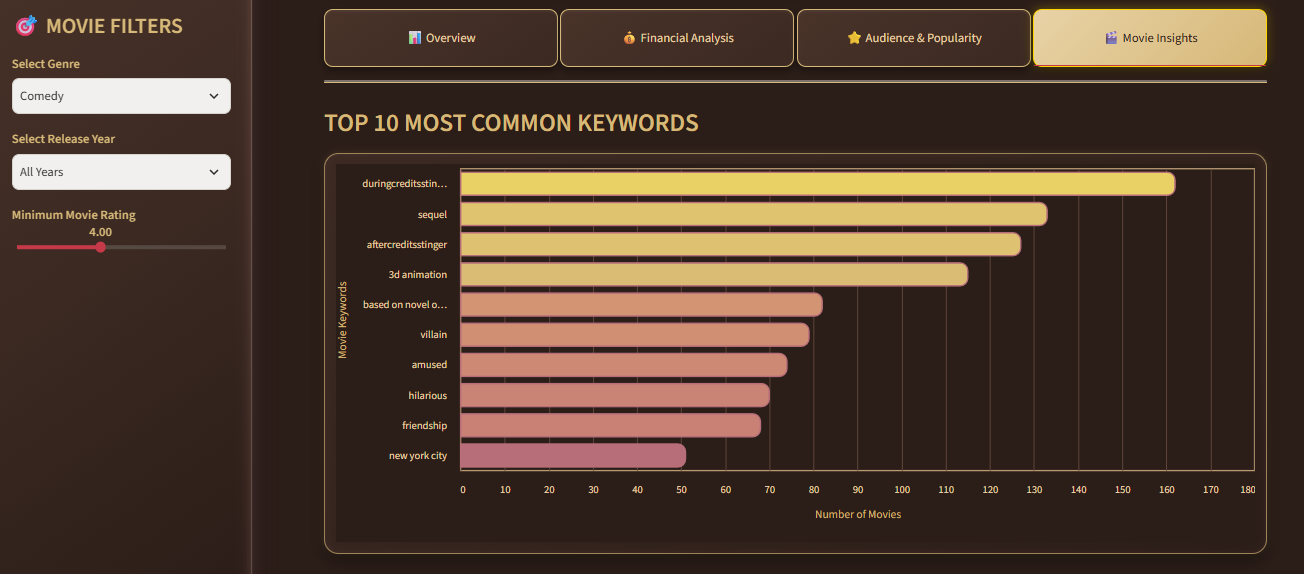 MOVIE FILTERS
Select Genre
Comedy
Select Release Year
All Years
Minimum Movie Rating
4.00
Overview
Financial Analysis
Audience & Popularity
Movie Insights
TOP 10 MOST COMMON KEYWORDS
Movie Keywords
duringcreditsstin…
sequel
aftercreditsstinger
3d animation
based on novel o…
villain
amused
hilarious
friendship
new york city
0 10 20 30 40 50 60 70 80 90 100 110 120 130 140 150 160 170 180
Number of Movies